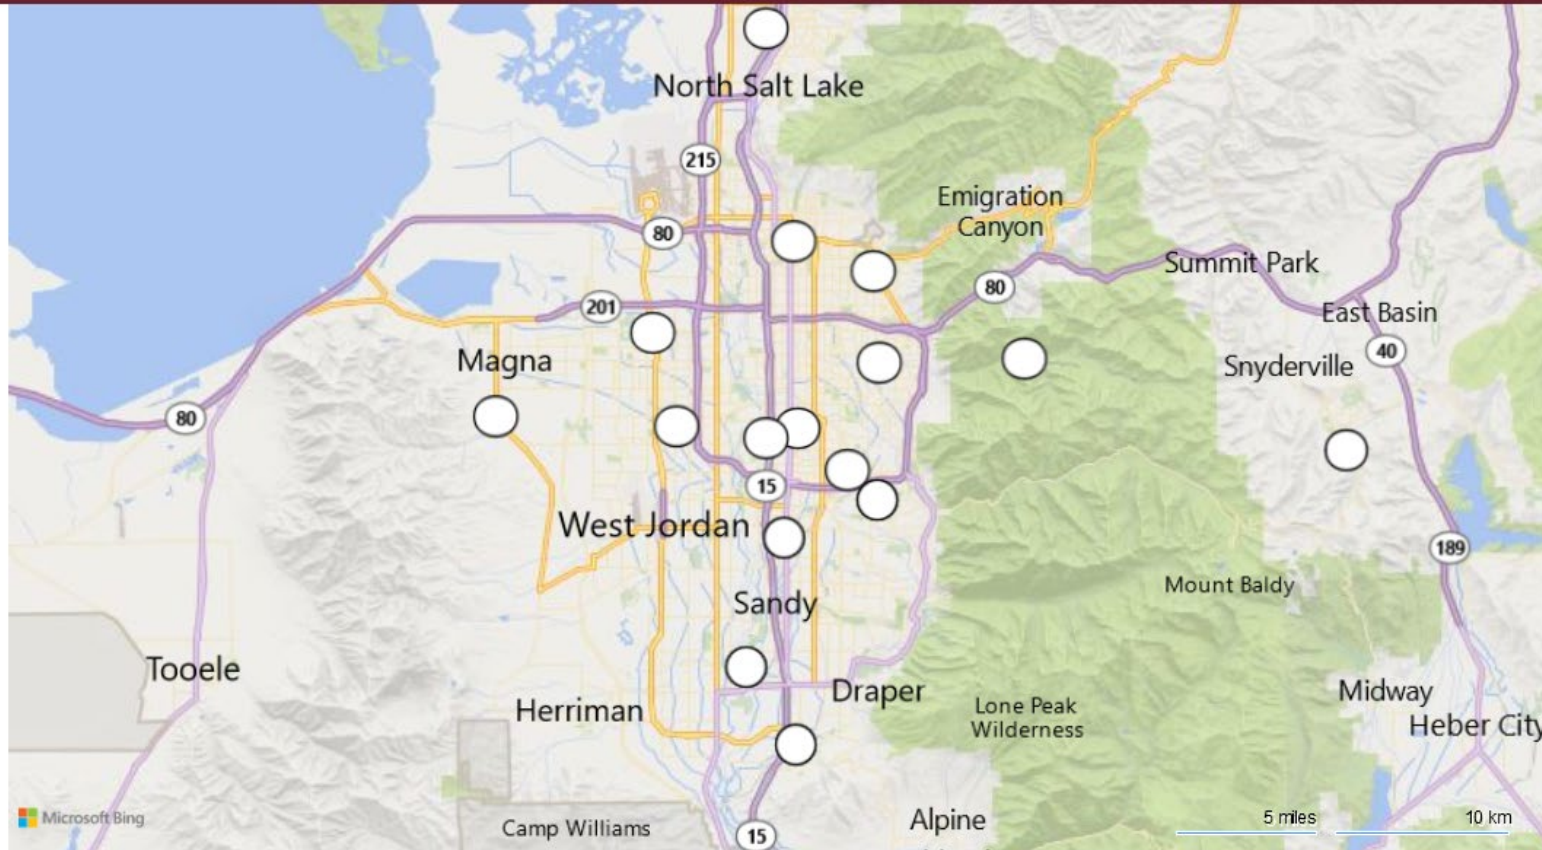 North Salt Lake
215
Emigration
Canyon
80
Summit Park
80
201
East Basin
Magna
Snyderville
40
80
15
West Jordan
189
Mount Baldy
Sandy
Tooele
Draper
Midway
Herriman
Lone Peak
Wilderness
Heber City
Microsoft Bing
Camp Williams
Alpine
5 miles
10 km
15